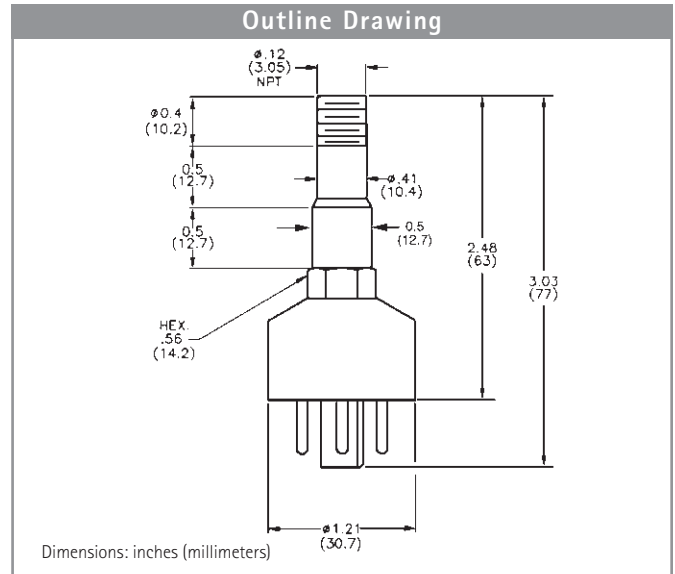 Outline Drawing
ø.12
(3.05)
NPT
ø0.4
(10.2)
0.5
(12.7)
ø.41
(10.4)
0.5
(12.7)
0.5
(12.7)
2.48
(63)
3.03
(77)
HEX.
.56
(14.2)
ø1.21
(30.7)
Dimensions: inches (millimeters)